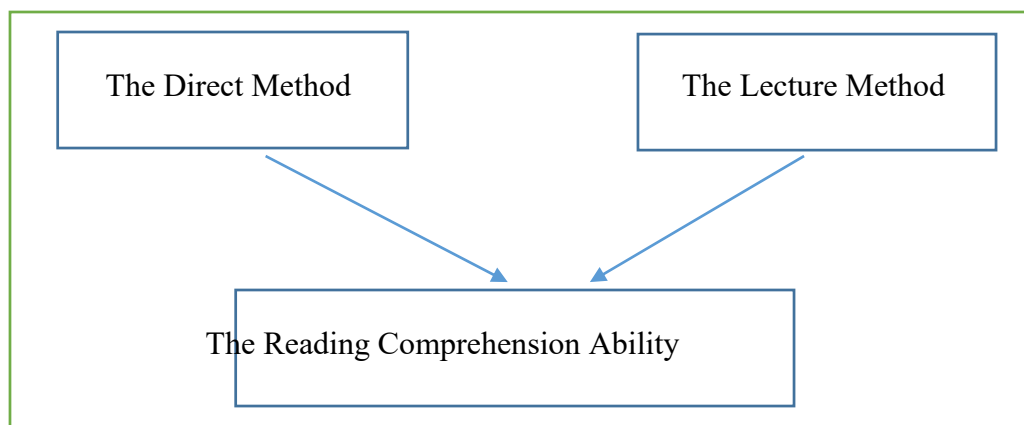 The Direct Method
The Lecture Method
The Reading Comprehension Ability